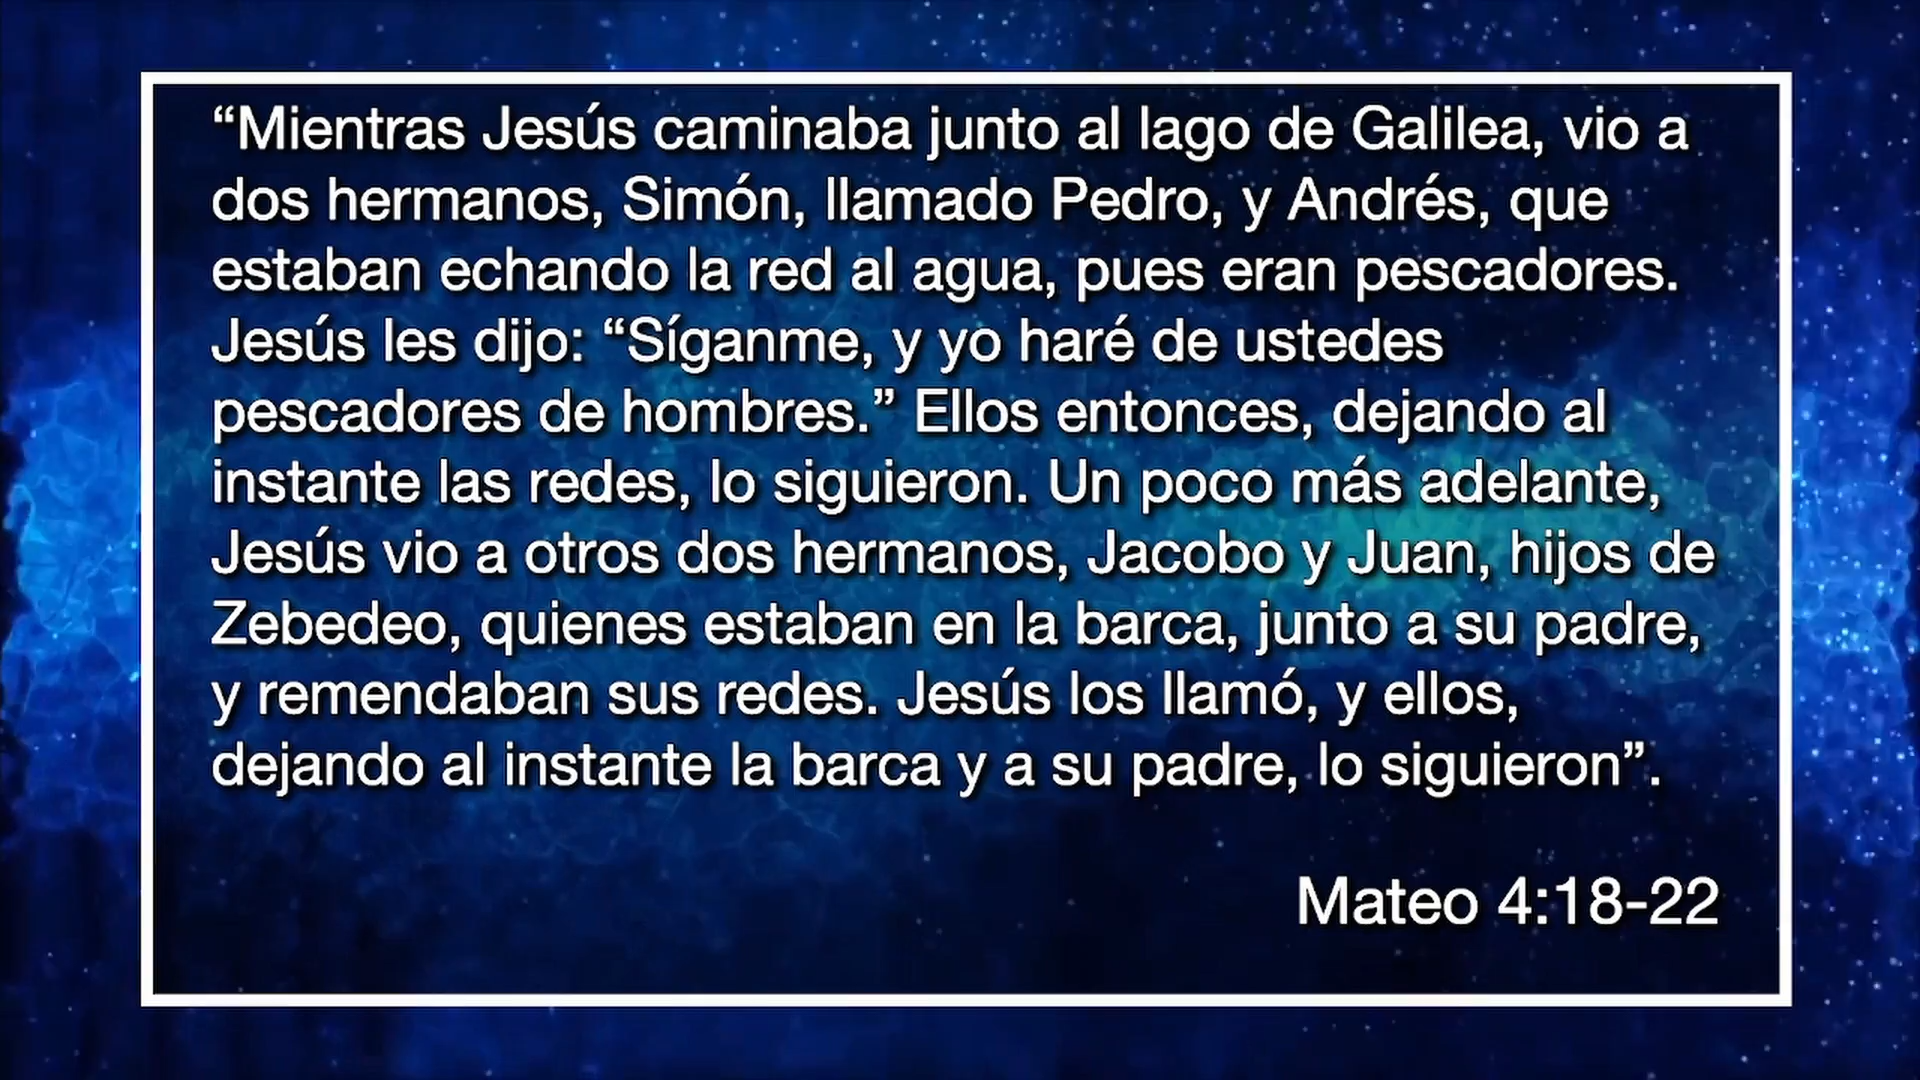 “Mientras Jesús caminaba junto al lago de Galilea, vio a
dos hermanos, Simón, llamado Pedro, y Andrés, que
estaban echando la red al agua, pues eran pescadores.
Jesús les dijo: “Síganme, y yo haré de ustedes
pescadores de hombres.” Ellos entonces, dejando al
instante las redes, lo siguieron. Un poco más adelante,
Jesús vio a otros dos hermanos, Jacobo y Juan, hijos de
Zebedeo, quienes estaban en la barca, junto a su padre,
y remendaban sus redes. Jesús los llamó, y ellos,
dejando al instante la barca y a su padre, lo siguieron”.
Mateo 4:18-22